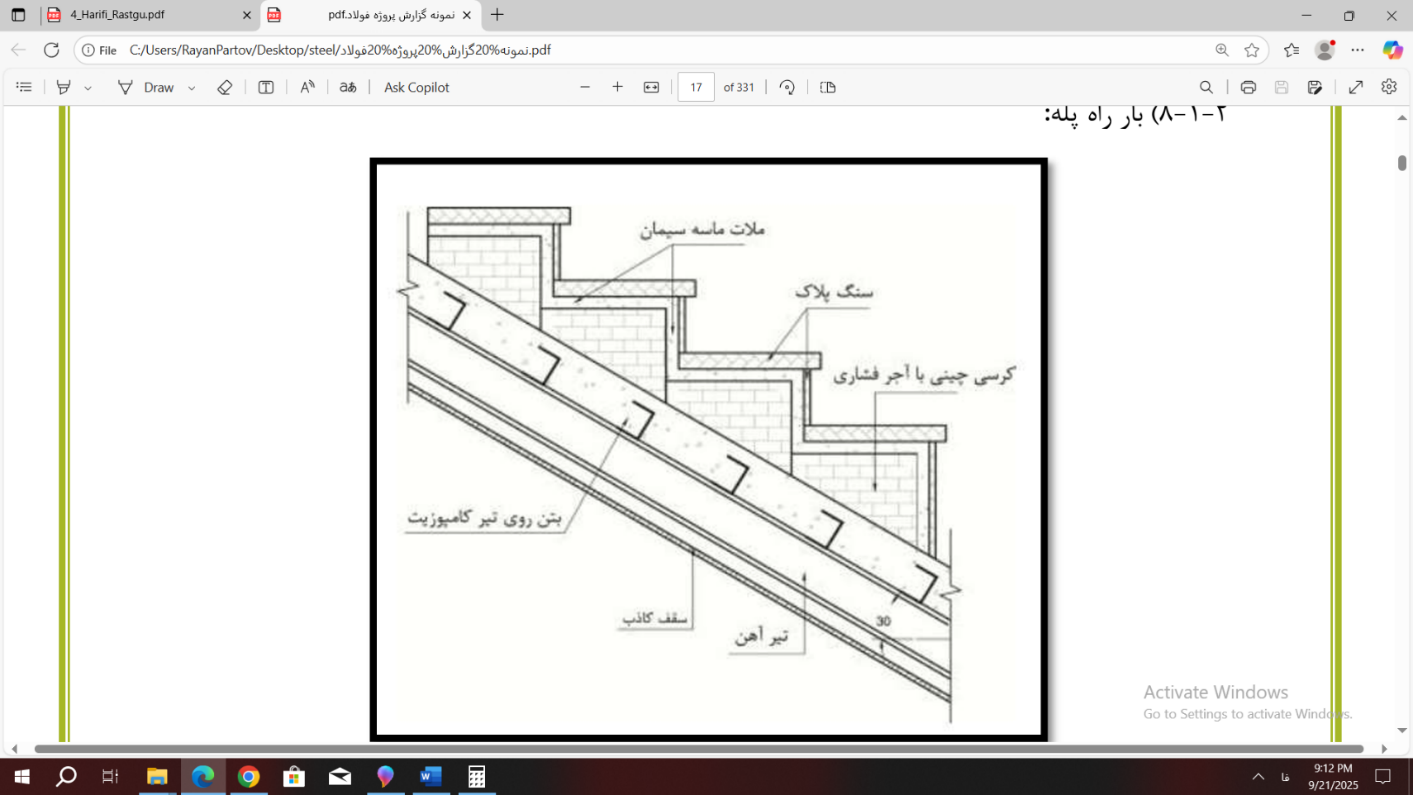 4_Harifi_Rastgu.pdf
نمونه گزارش پروژه فولاد.pdf
File
C:/Users/RayanPartov/Desktop/steel/نمونه%20گزارش%20پروژه%20فولاد.pdf
Draw
aあ
Ask Copilot
17 of 331
۲-۱-۸) بار راه پله:
ملات ماسه سیمان
سنگ پلاک
کرسی چینی با آجر فشاری
بتن روی تیر کامپوزیت
سقف کاذب
تیر آهن
30
Activate Windows
Go to Settings to activate Windows.
فا
9:12 PM
9/21/2025